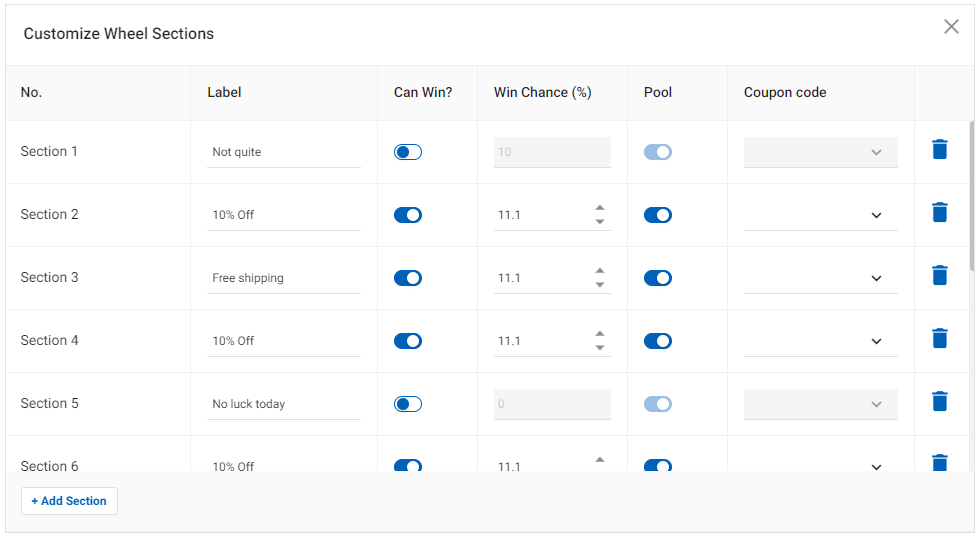 Customize Wheel Sections
No. Label Can Win? Win Chance (%) Pool Coupon code
Section 1 Not quite 10
Section 2 10% Off 11.1
Section 3 Free shipping 11.1
Section 4 10% Off 11.1
Section 5 No luck today 0
Section 6 10% Off 11.1
+ Add Section